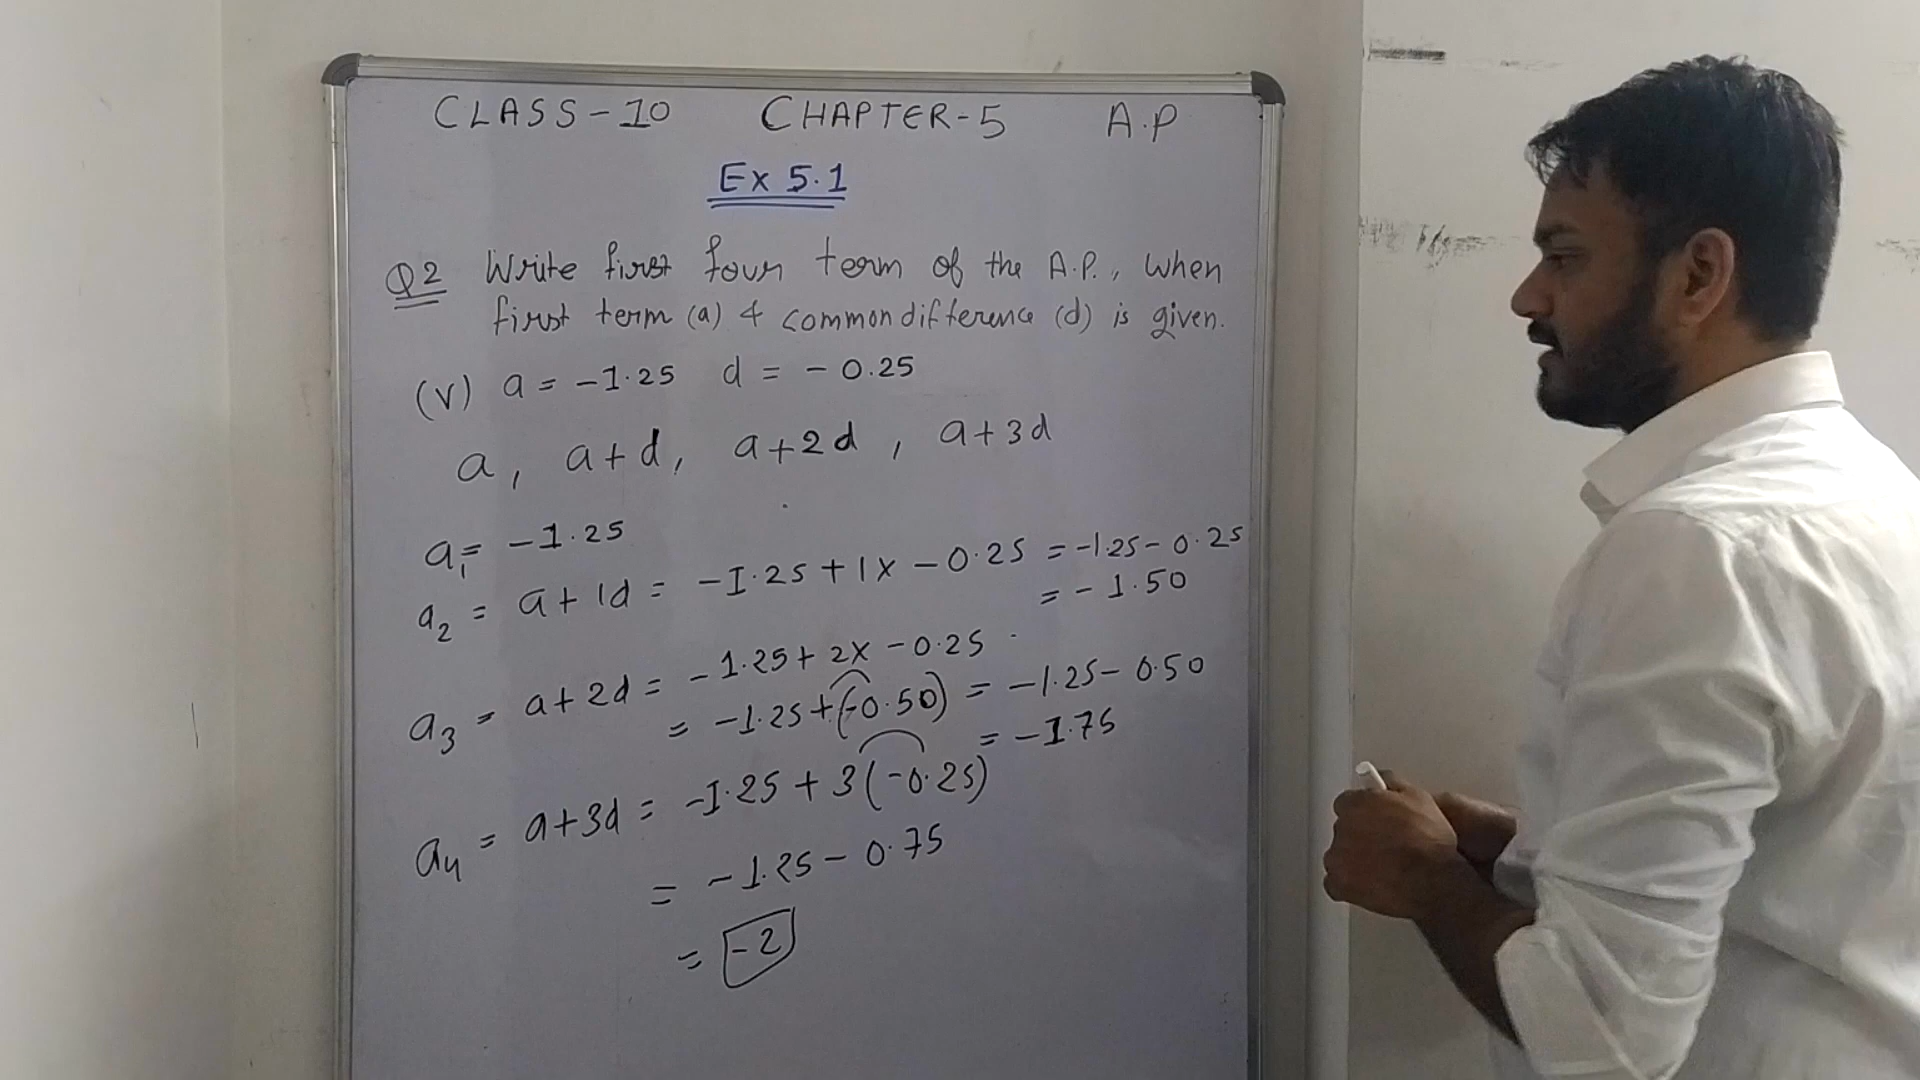 CLASS-10 CHAPTER-5 A.P
Ex 5.1
Q2 Write first four term of the A.P., when
first term (a) & common difference (d) is given.
(v) a = -1.25 d = -0.25
a, a+d, a+2d, a+3d
a₁ = -1.25
a₂ = a+1d = -1.25+1x-0.25 = -1.25-0.25
= -1.50
a₃ = a+2d = -1.25+2x-0.25
= -1.25+(-0.50) = -1.25-0.50
= -1.75
a₄ = a+3d = -1.25+3(-0.25)
= -1.25-0.75
= -2